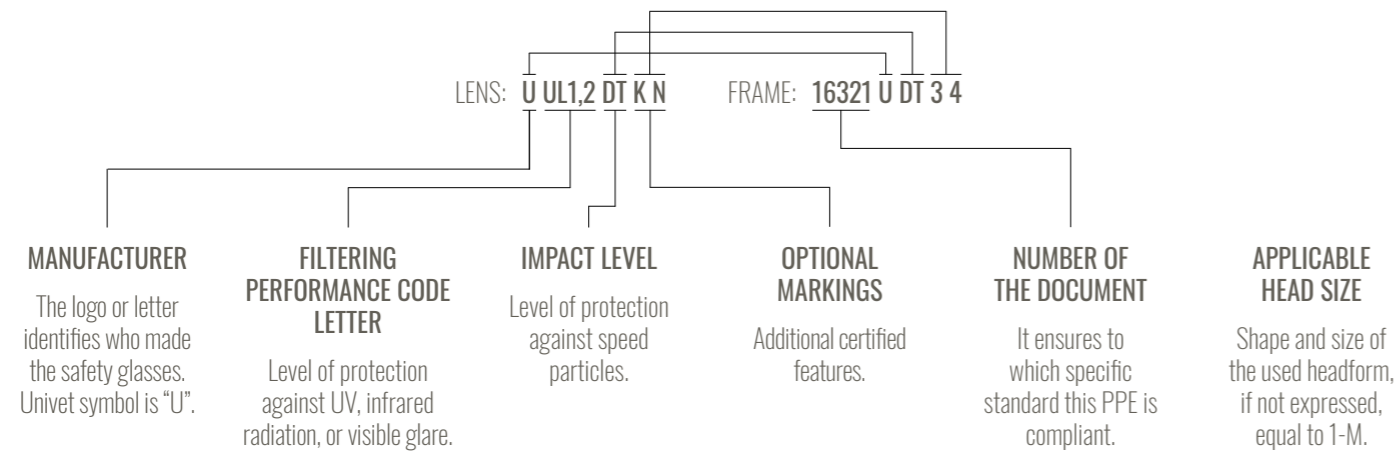 LENS: U UL1,2 DT K N FRAME: 16321 U DT 3 4
MANUFACTURER
The logo or letter
identifies who made
the safety glasses.
Univet symbol is “U”.
FILTERING
PERFORMANCE CODE
LETTER
Level of protection
against UV, infrared
radiation, or visible glare.
IMPACT LEVEL
Level of protection
against speed
particles.
OPTIONAL
MARKINGS
Additional certified
features.
NUMBER OF
THE DOCUMENT
It ensures to
which specific
standard this PPE is
compliant.
APPLICABLE
HEAD SIZE
Shape and size of
the used headform,
if not expressed,
equal to 1-M.